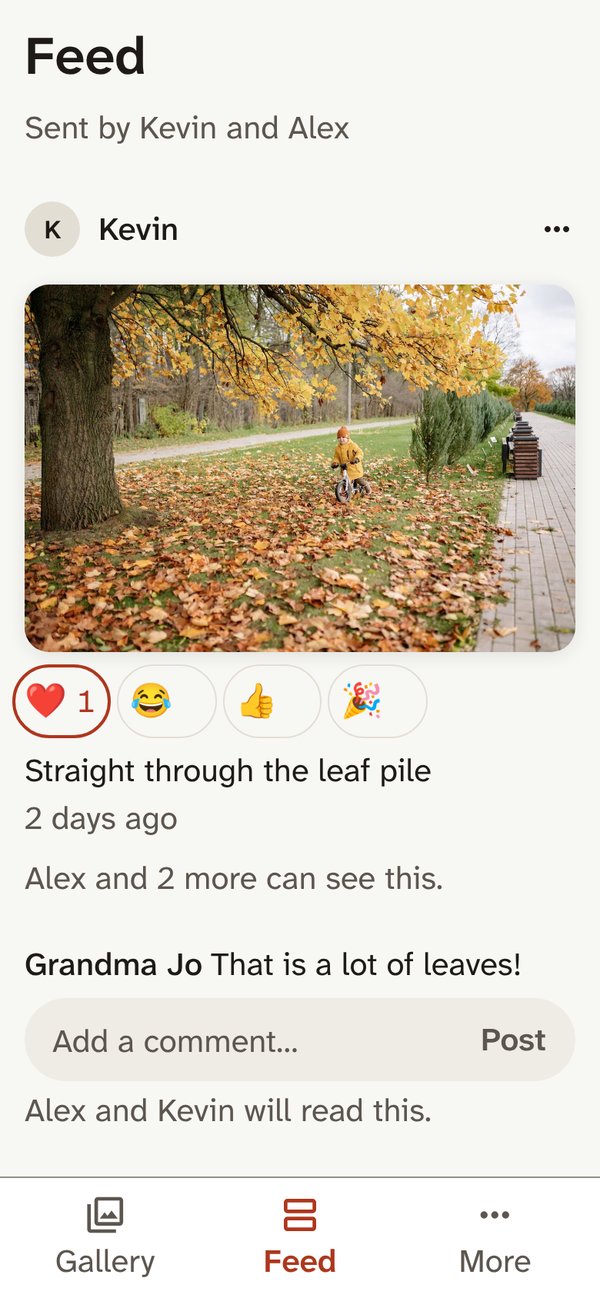 Feed
Sent by Kevin and Alex
K
Kevin
1
Straight through the leaf pile
2 days ago
Alex and 2 more can see this.
Grandma Jo That is a lot of leaves!
Add a comment...
Post
Alex and Kevin will read this.
Gallery
Feed
More